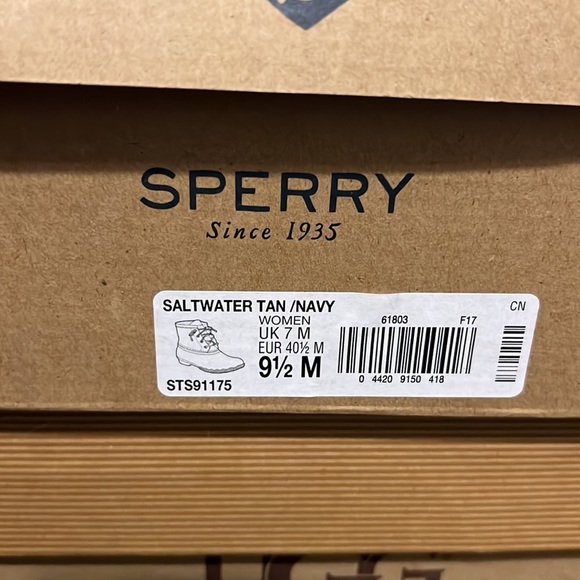 SPERRY
Since 1935
SALTWATER TAN /NAVY
WOMEN
UK 7 M
EUR 40½ M
9½ M
STS91175
61803
F17
0 4420 9150 418
CN